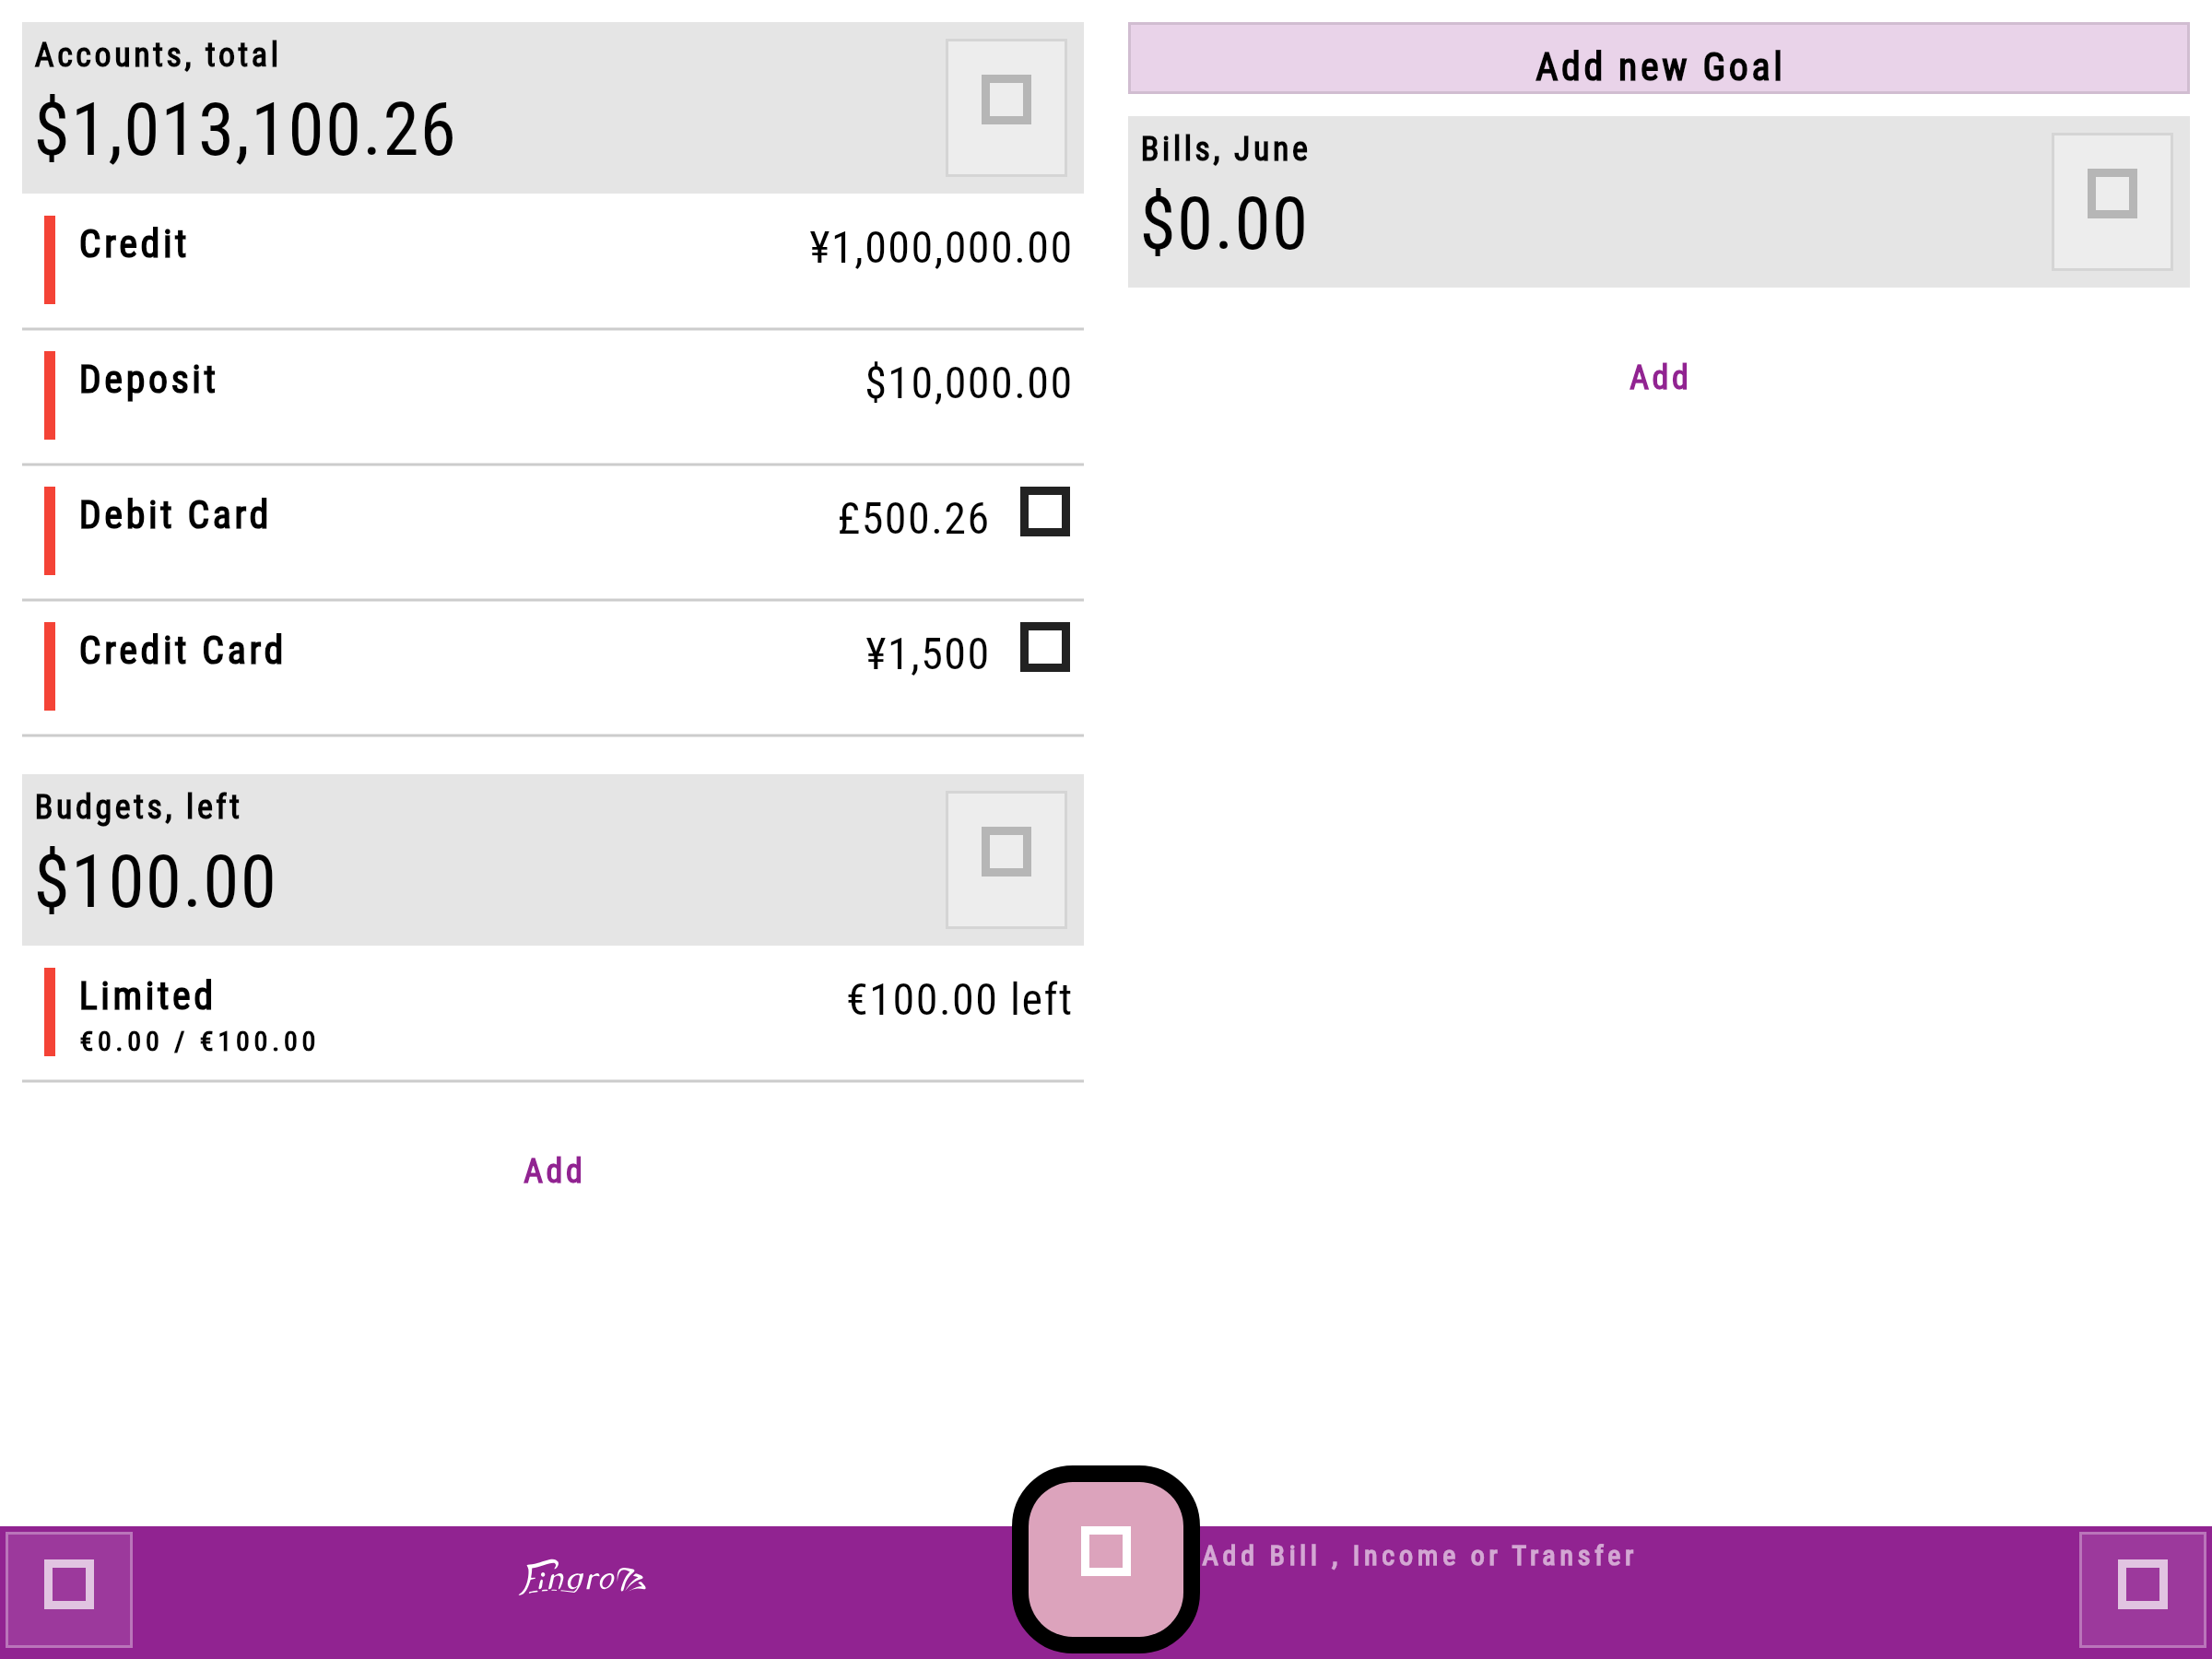 Accounts, total
$1,013,100.26
Credit
¥1,000,000.00
Deposit
$10,000.00
Debit Card
£500.26
Credit Card
¥1,500
Budgets, left
$100.00
Limited
€100.00 left
€0.00 / €100.00
Add
Add new Goal
Bills, June
$0.00
Add
Fingro
Add Bill , Income or Transfer